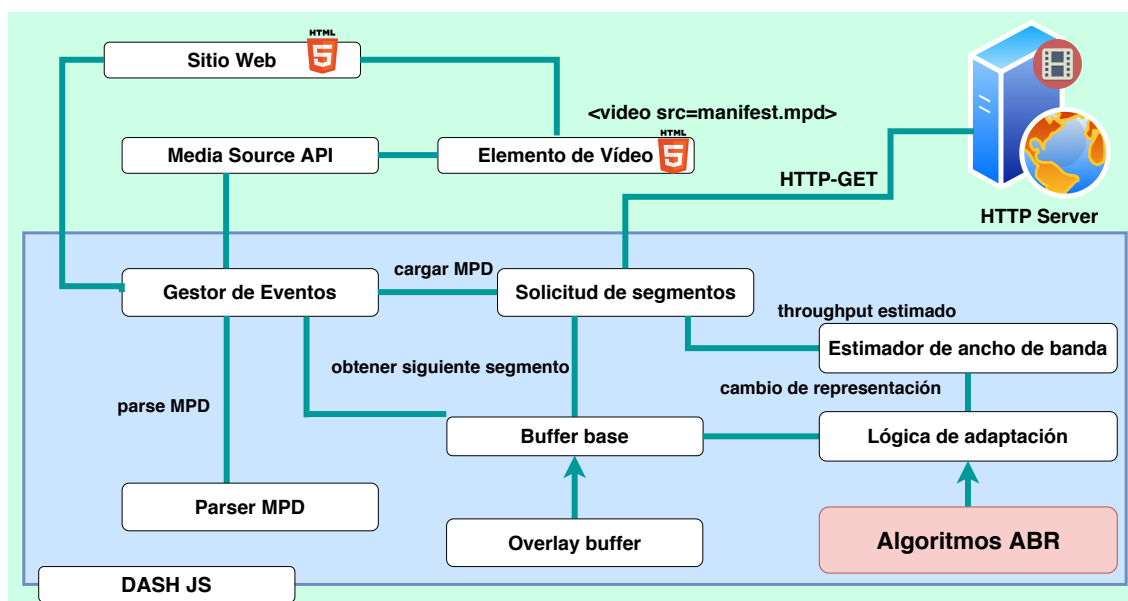 HTML
5
Sitio Web
<video src=manifest.mpd>
HTML
5
Media Source API
Elemento de Vídeo
HTTP-GET
HTTP Server
cargar MPD
Gestor de Eventos
Solicitud de segmentos
throughput estimado
Estimador de ancho de banda
obtener siguiente segmento
cambio de representación
parse MPD
Buffer base
Lógica de adaptación
Parser MPD
Overlay buffer
Algoritmos ABR
DASH JS